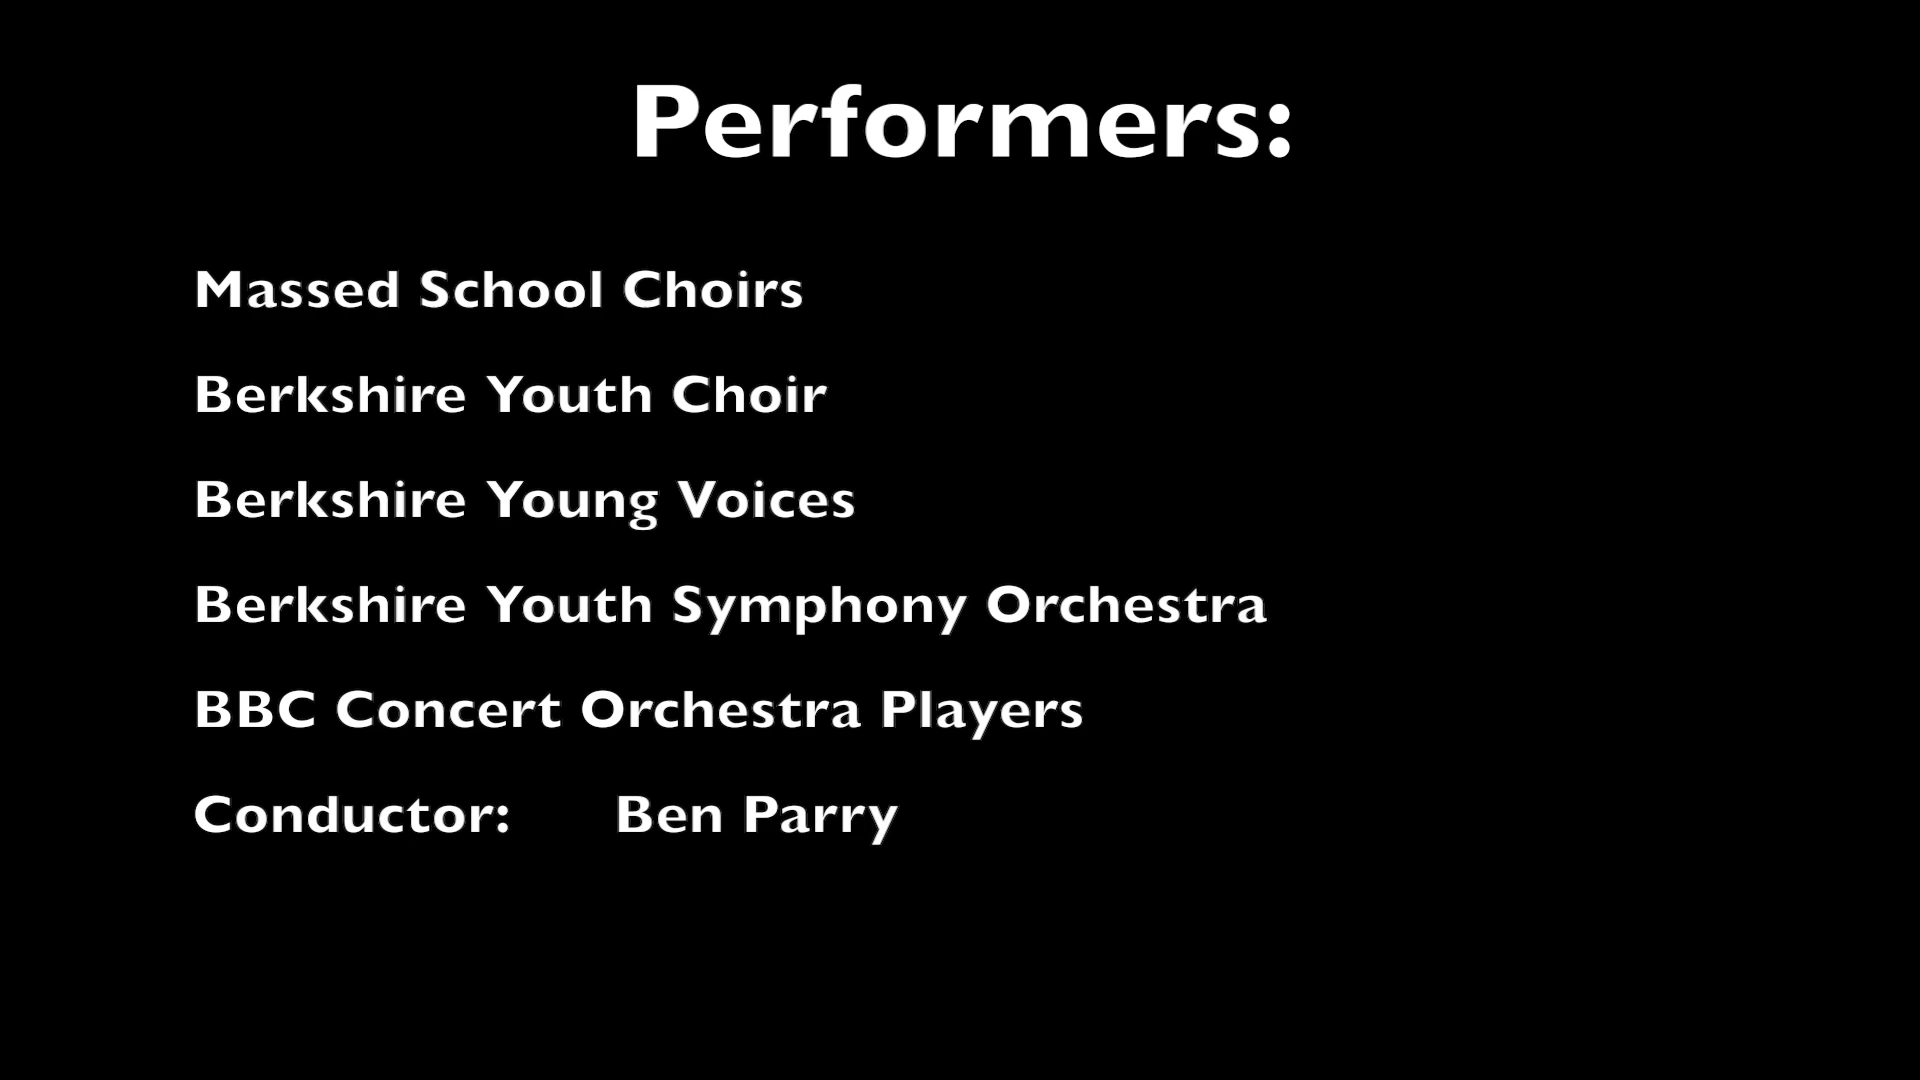 Performers:
Massed School Choirs
Berkshire Youth Choir
Berkshire Young Voices
Berkshire Youth Symphony Orchestra
BBC Concert Orchestra Players
Conductor: Ben Parry